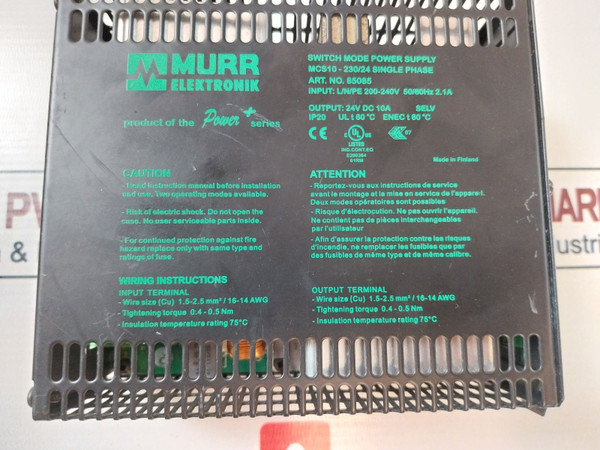 MURR
ELEKTRONIK
product of the Power+ series
SWITCH MODE POWER SUPPLY
MCS10 - 230/24 SINGLE PHASE
ART. NO. 85085
INPUT: L/N/PE 200-240V 50/60Hz 2.1A
OUTPUT: 24V DC 10A SELV
IP20 UL t 60 °C ENEC t 60 °C
CE
C UL US
LISTED
IND.CONT.EQ
07
Made in Finland
CAUTION
- Read instruction manual before installation
and use. Two operating modes available.
- Risk of electric shock. Do not open the
case. No user serviceable parts inside.
- For continued protection against fire
hazard replace only with same type and
ratings of fuse.
ATTENTION
- Reportez-vous aux instructions de service
avant le montage et la mise en service de l'appareil.
Deux modes opératoires sont possibles
- Risque d'électrocution. Ne pas ouvrir l'appareil.
Ne contient pas de pièces interchangeables
par l'utilisateur
- Afin d'assurer la protection contre les risques
d'incendie, ne remplacer les fusibles que par
des fusibles de même type et de même calibre.
WIRING INSTRUCTIONS
INPUT TERMINAL
- Wire size (Cu) 1.5-2.5 mm² / 16-14 AWG
- Tightening torque 0.4 - 0.5 Nm
- Insulation temperature rating 75°C
OUTPUT TERMINAL
- Wire size (Cu) 1.5-2.5 mm² / 16-14 AWG
- Tightening torque 0.4 - 0.5 Nm
- Insulation temperature rating 75°C